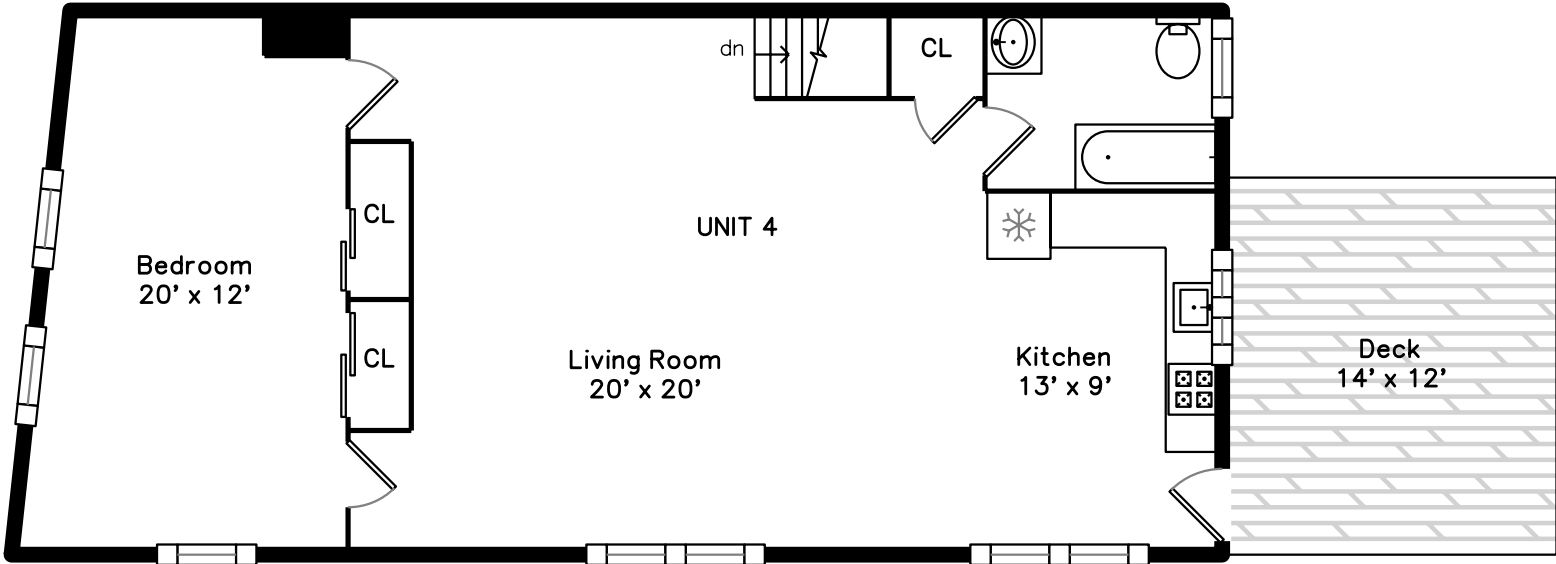 dn
CL
UNIT 4
CL
Bedroom
20' x 12'
CL
Living Room
20' x 20'
Kitchen
13' x 9'
Deck
14' x 12'